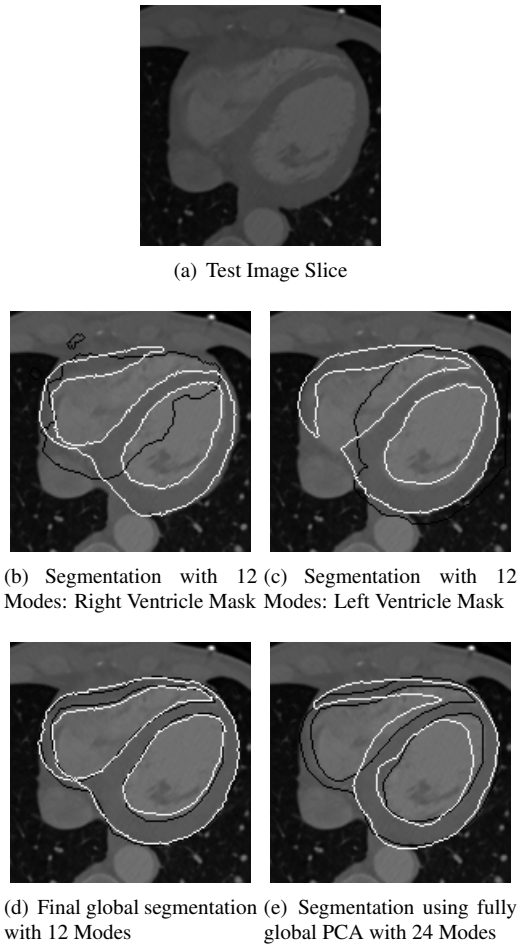 (a) Test Image Slice
(b) Segmentation with 12
Modes: Right Ventricle Mask
(c) Segmentation with 12
Modes: Left Ventricle Mask
(d) Final global segmentation
with 12 Modes
(e) Segmentation using fully
global PCA with 24 Modes